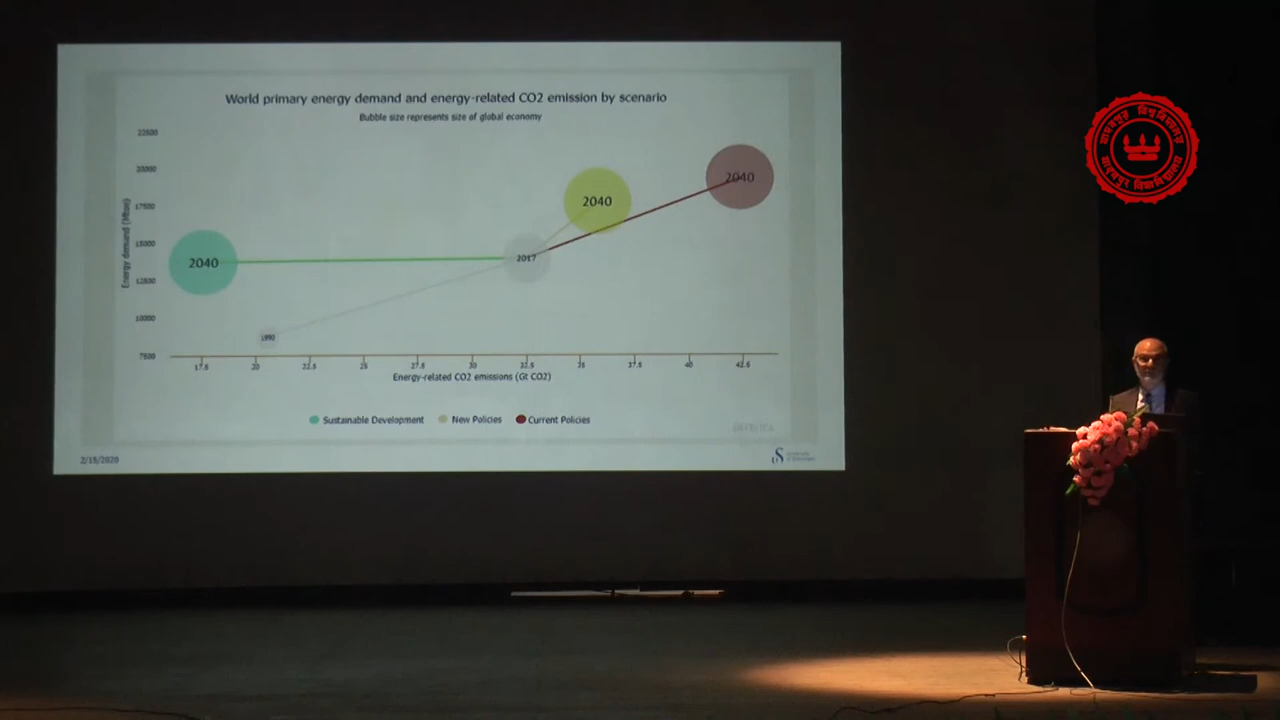 World primary energy demand and energy-related CO2 emission by scenario
Bubble size represents size of global economy
22500
20000
17500
15000
12500
10000
7500
Energy demand (Mtoe)
2040
2040
2040
2017
1990
17.5 20 22.5 25 27.5 30 32.5 35 37.5 40 42.5
Energy-related CO2 emissions (Gt CO2)
Sustainable Development New Policies Current Policies
2/15/2020
যাদবপুর বিশ্ববিদ্যালয়